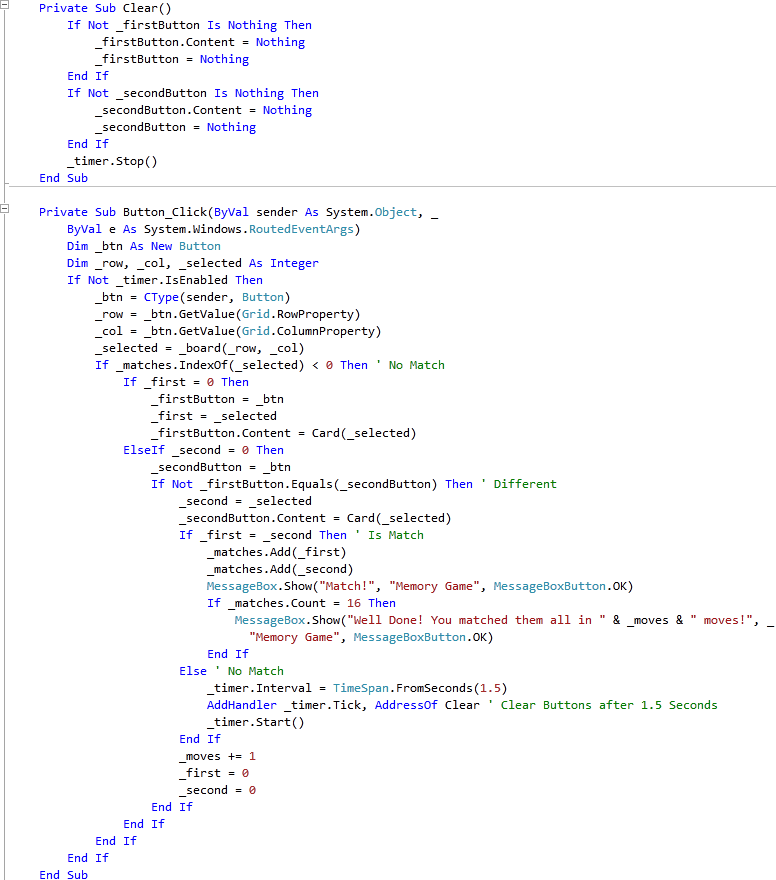 Private Sub Clear()
    If Not _firstButton Is Nothing Then
        _firstButton.Content = Nothing
        _firstButton = Nothing
    End If
    If Not _secondButton Is Nothing Then
        _secondButton.Content = Nothing
        _secondButton = Nothing
    End If
    _timer.Stop()
End Sub
Private Sub Button_Click(ByVal sender As System.Object, _
    ByVal e As System.Windows.RoutedEventArgs)
    Dim _btn As New Button
    Dim _row, _col, _selected As Integer
    If Not _timer.IsEnabled Then
        _btn = CType(sender, Button)
        _row = _btn.GetValue(Grid.RowProperty)
        _col = _btn.GetValue(Grid.ColumnProperty)
        _selected = _board(_row, _col)
        If _matches.IndexOf(_selected) < 0 Then ' No Match
            If _first = 0 Then
                _firstButton = _btn
                _first = _selected
                _firstButton.Content = Card(_selected)
            ElseIf _second = 0 Then
                _secondButton = _btn
                If Not _firstButton.Equals(_secondButton) Then ' Different
                    _second = _selected
                    _secondButton.Content = Card(_selected)
                    If _first = _second Then ' Is Match
                        _matches.Add(_first)
                        _matches.Add(_second)
                        MessageBox.Show("Match!", "Memory Game", MessageBoxButton.OK)
                        If _matches.Count = 16 Then
                            MessageBox.Show("Well Done! You matched them all in " & _moves & " moves!", _
                              "Memory Game", MessageBoxButton.OK)
                        End If
                    Else ' No Match
                        _timer.Interval = TimeSpan.FromSeconds(1.5)
                        AddHandler _timer.Tick, AddressOf Clear ' Clear Buttons after 1.5 Seconds
                        _timer.Start()
                    End If
                    _moves += 1
                    _first = 0
                    _second = 0
                End If
            End If
        End If
    End If
End Sub